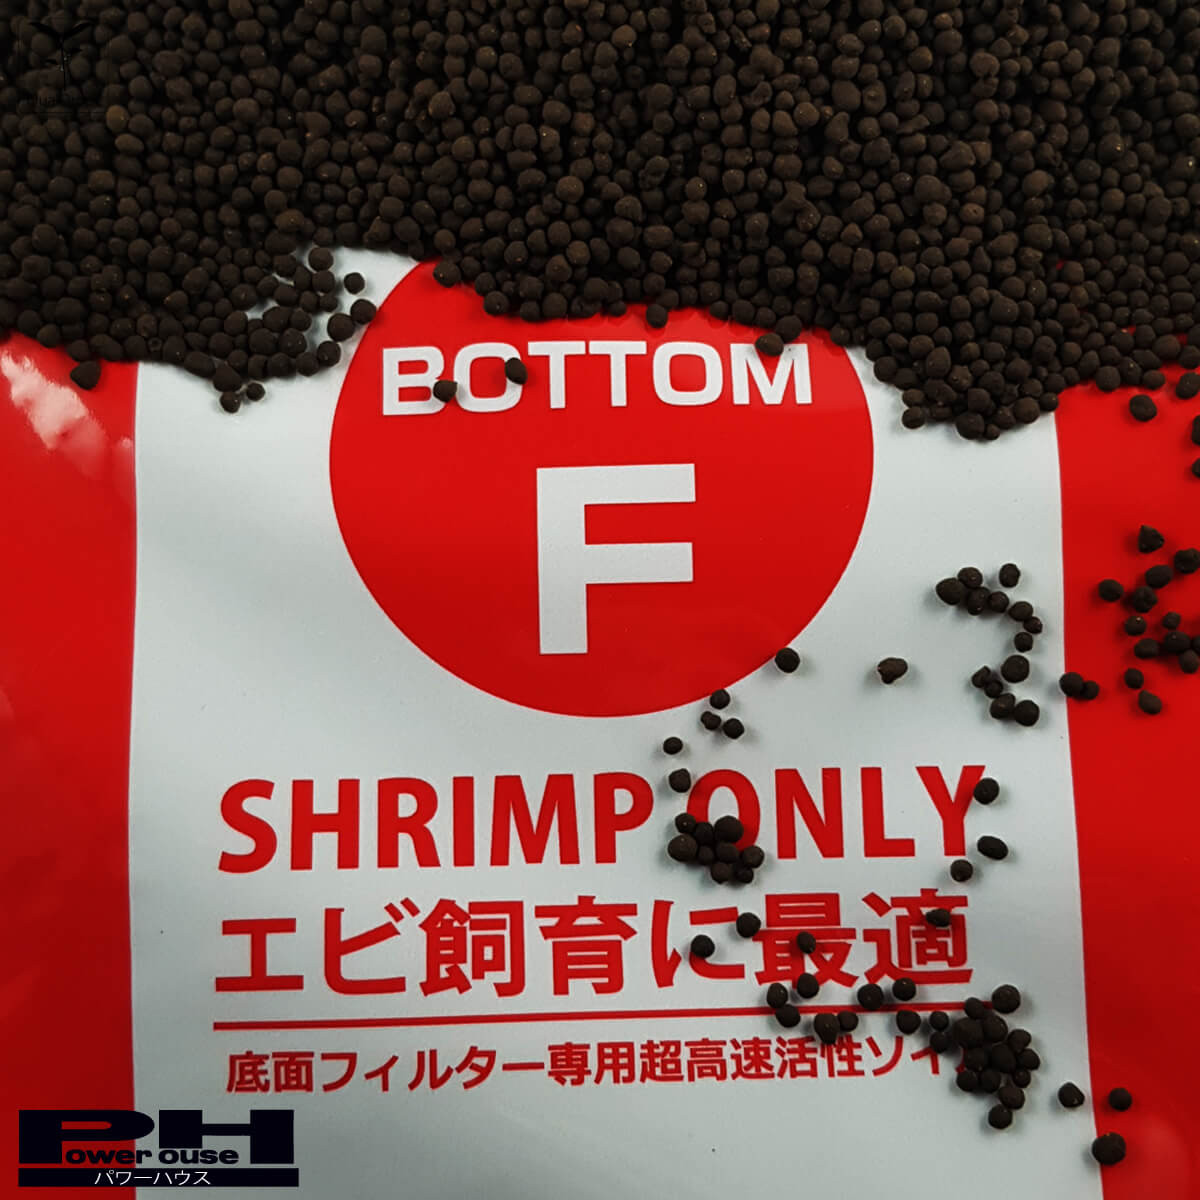 BOTTOM
F
SHRIMP ONLY
エビ飼育に最適
底面フィルター専用超高速活性ソイ
PH
Power ouse
パワーハウス